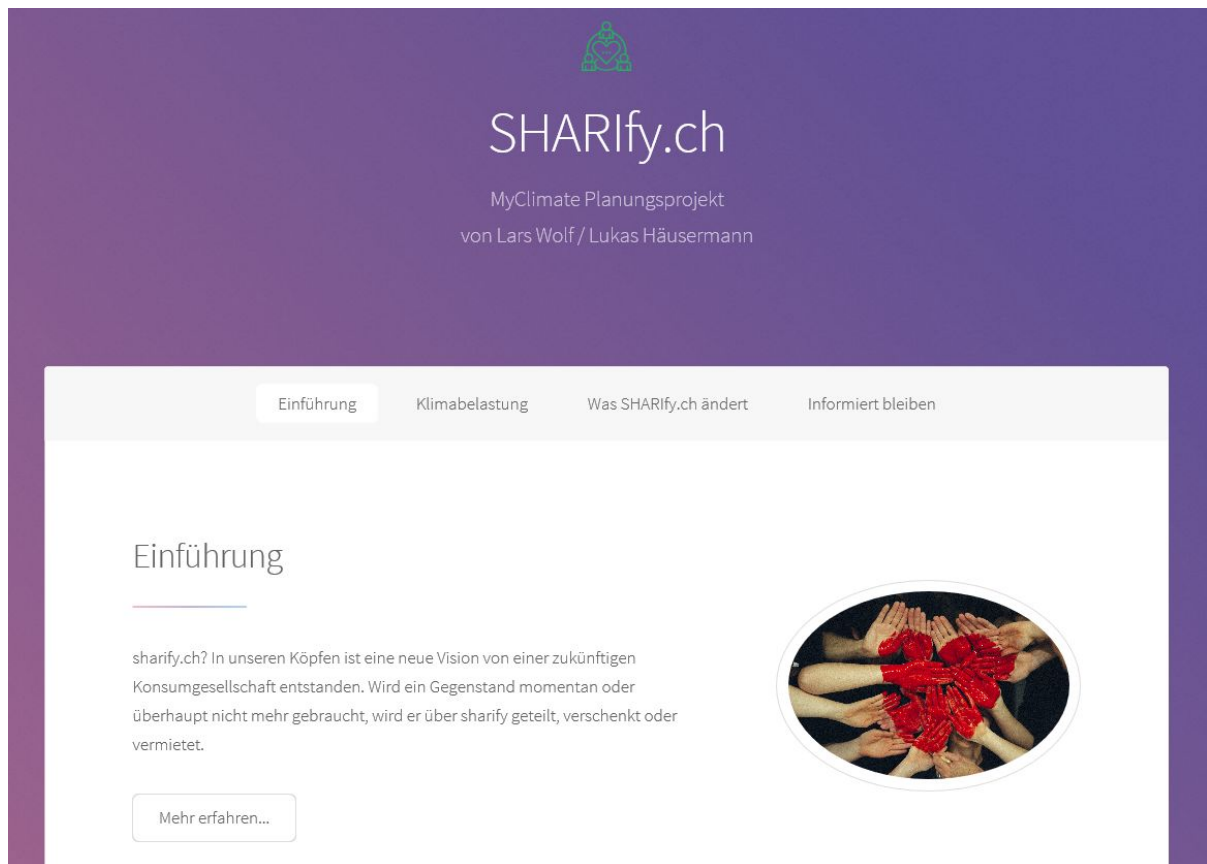 SHARIfy.ch
MyClimate Planungsprojekt
von Lars Wolf / Lukas Häusermann
Einführung
Klimabelastung
Was SHARIfy.ch ändert
Informiert bleiben
Einführung
sharify.ch? In unseren Köpfen ist eine neue Vision von einer zukünftigen
Konsumgesellschaft entstanden. Wird ein Gegenstand momentan oder
überhaupt nicht mehr gebraucht, wird er über sharify geteilt, verschenkt oder
vermietet.
Mehr erfahren...